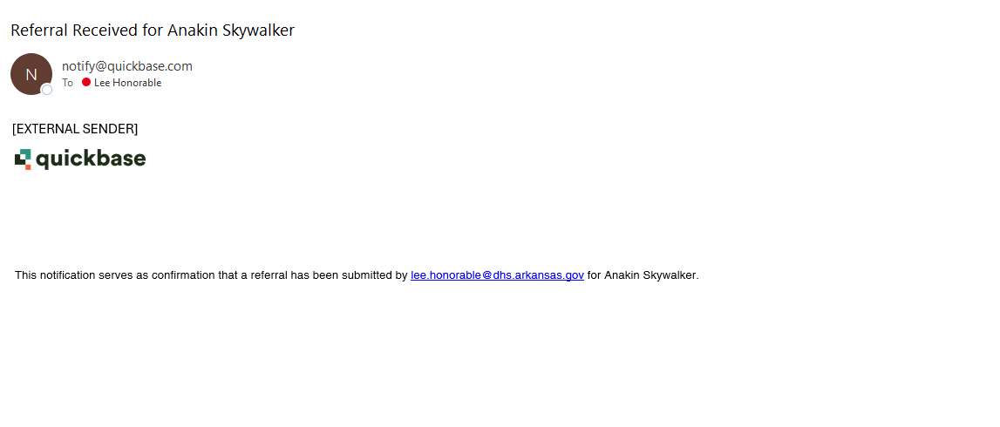 Referral Received for Anakin Skywalker
N
notify@quickbase.com
To Lee Honorable
[EXTERNAL SENDER]
quickbase
This notification serves as confirmation that a referral has been submitted by lee.honorable@dhs.arkansas.gov for Anakin Skywalker.